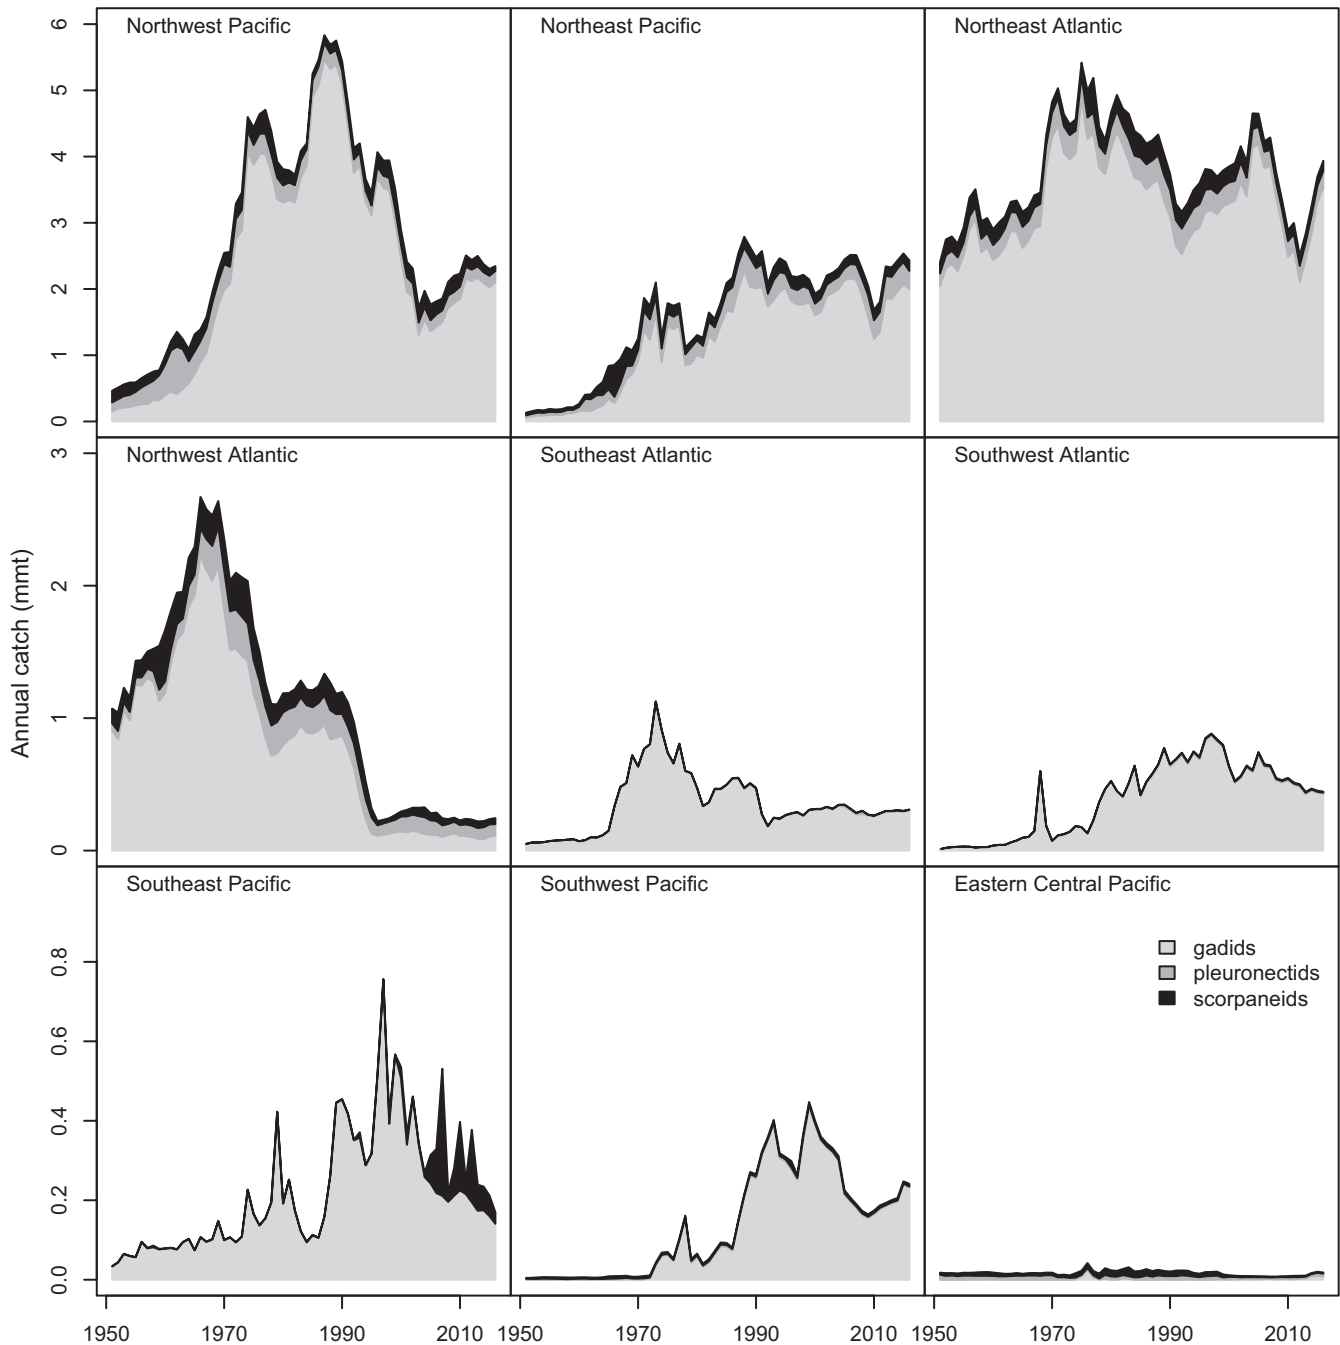 Northwest Pacific
Northeast Pacific
Northeast Atlantic
6
5
4
3
2
1
0
Northwest Atlantic
Southeast Atlantic
Southwest Atlantic
3
2
1
0
Annual catch (mmt)
Southeast Pacific
Southwest Pacific
Eastern Central Pacific
0.8
0.6
0.4
0.2
0.0
gadids
pleuronectids
scorpaneids
1950 1970 1990 2010
1950 1970 1990 2010
1950 1970 1990 2010